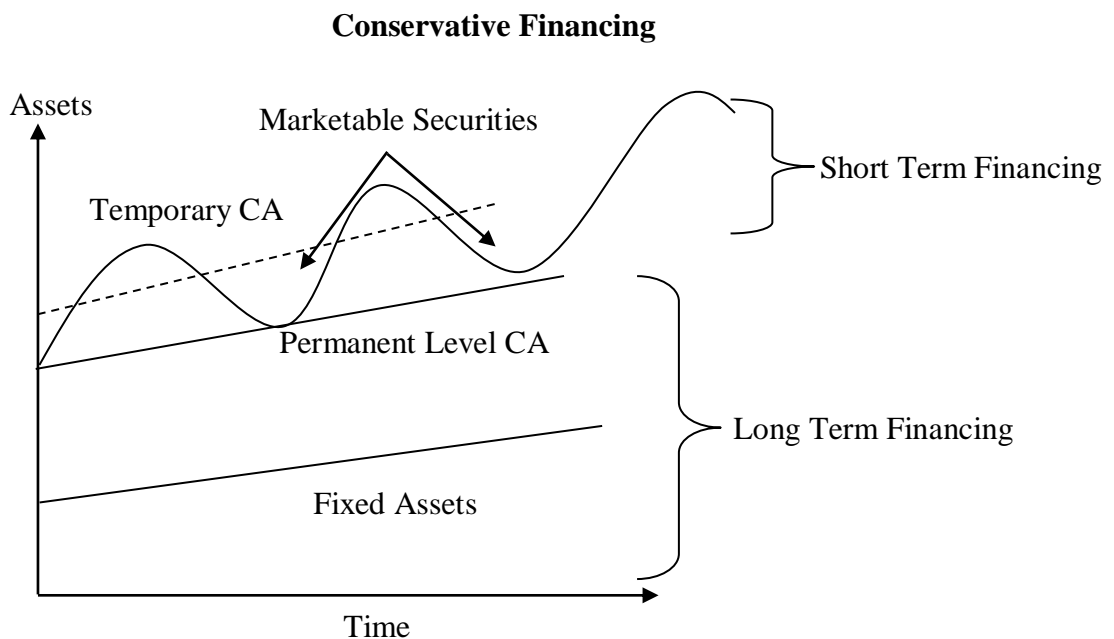 Conservative Financing
Assets
Marketable Securities
Short Term Financing
Temporary CA
Permanent Level CA
Long Term Financing
Fixed Assets
Time